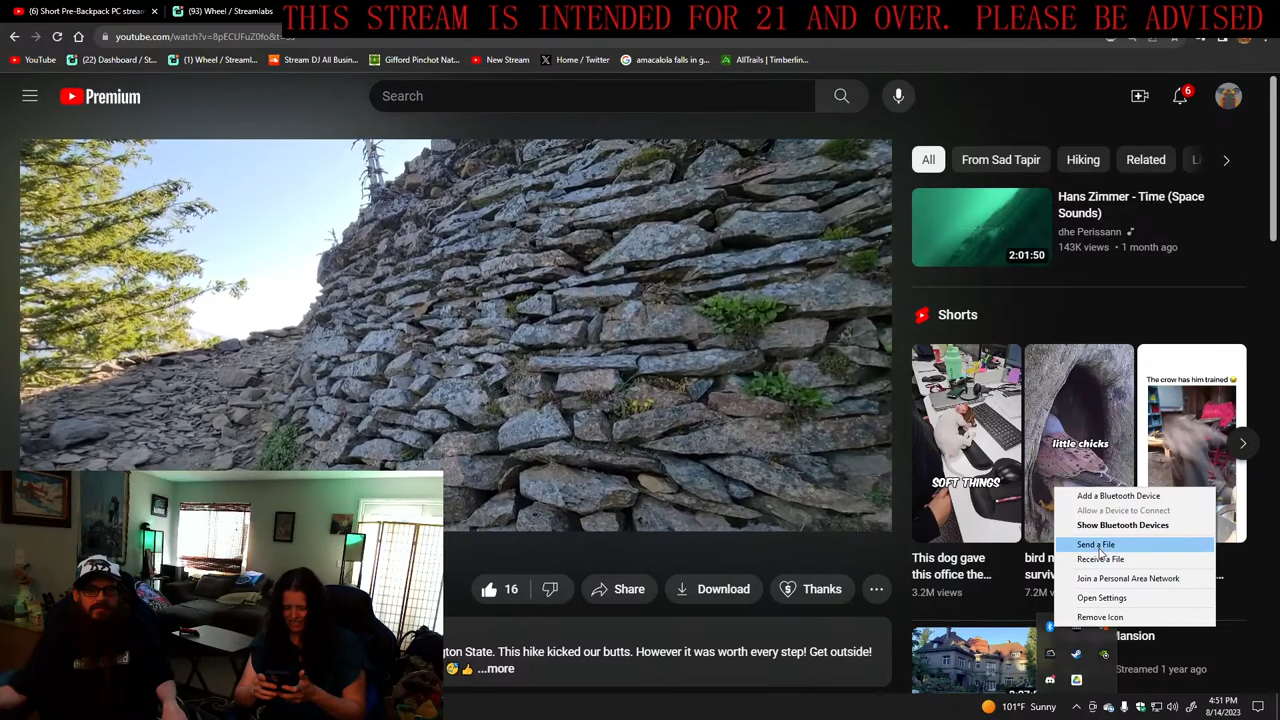 THIS STREAM IS INTENDED FOR 21 AND OVER. PLEASE BE ADVISED
(6) Short Pre-Backpack PC stream
(93) Wheel / Streamlabs
youtube.com/watch?v=8pECUFuZ0fo&t=
YouTube
(22) Dashboard / St...
(1) Wheel / Streaml...
Stream DJ All Busin...
Gifford Pinchot Nat...
New Stream
Home / Twitter
amacalola falls in g...
AllTrails | Timberlin...
Premium
Search
6
All
From Sad Tapir
Hiking
Related
Hans Zimmer - Time (Space Sounds)
dhe Perissann
143K views • 1 month ago
2:01:50
Shorts
SOFT THINGS
little chicks
The crow has him trained
This dog gave this office the...
3.2M views
bird n
surviv
7.2M v
Add a Bluetooth Device
Allow a Device to Connect
Show Bluetooth Devices
Send a File
Receive a File
Join a Personal Area Network
Open Settings
Remove Icon
16
Share
Download
Thanks
gton State. This hike kicked our butts. However it was worth every step! Get outside!
...more
Mansion
Streamed 1 year ago
101°F Sunny
4:51 PM
8/14/2023